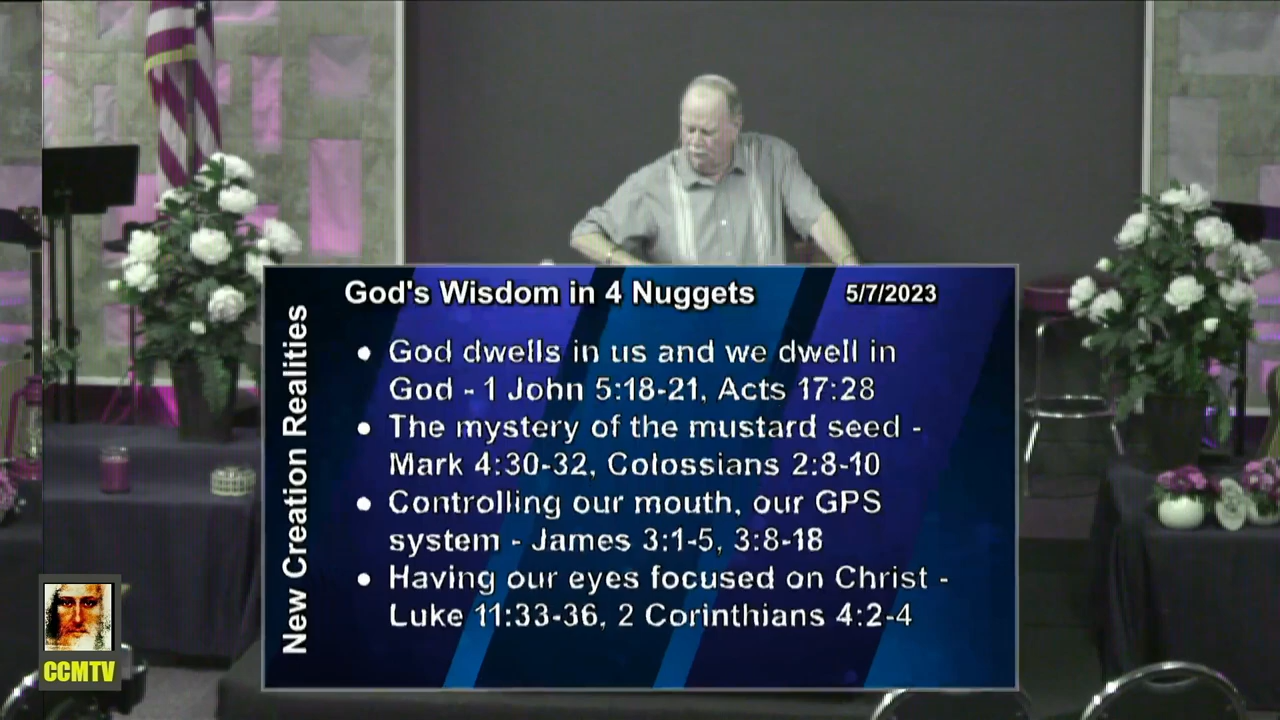 God's Wisdom in 4 Nuggets 5/7/2023
New Creation Realities
• God dwells in us and we dwell in
God - 1 John 5:18-21, Acts 17:28
• The mystery of the mustard seed -
Mark 4:30-32, Colossians 2:8-10
• Controlling our mouth, our GPS
system - James 3:1-5, 3:8-18
• Having our eyes focused on Christ -
Luke 11:33-36, 2 Corinthians 4:2-4
CCMTV